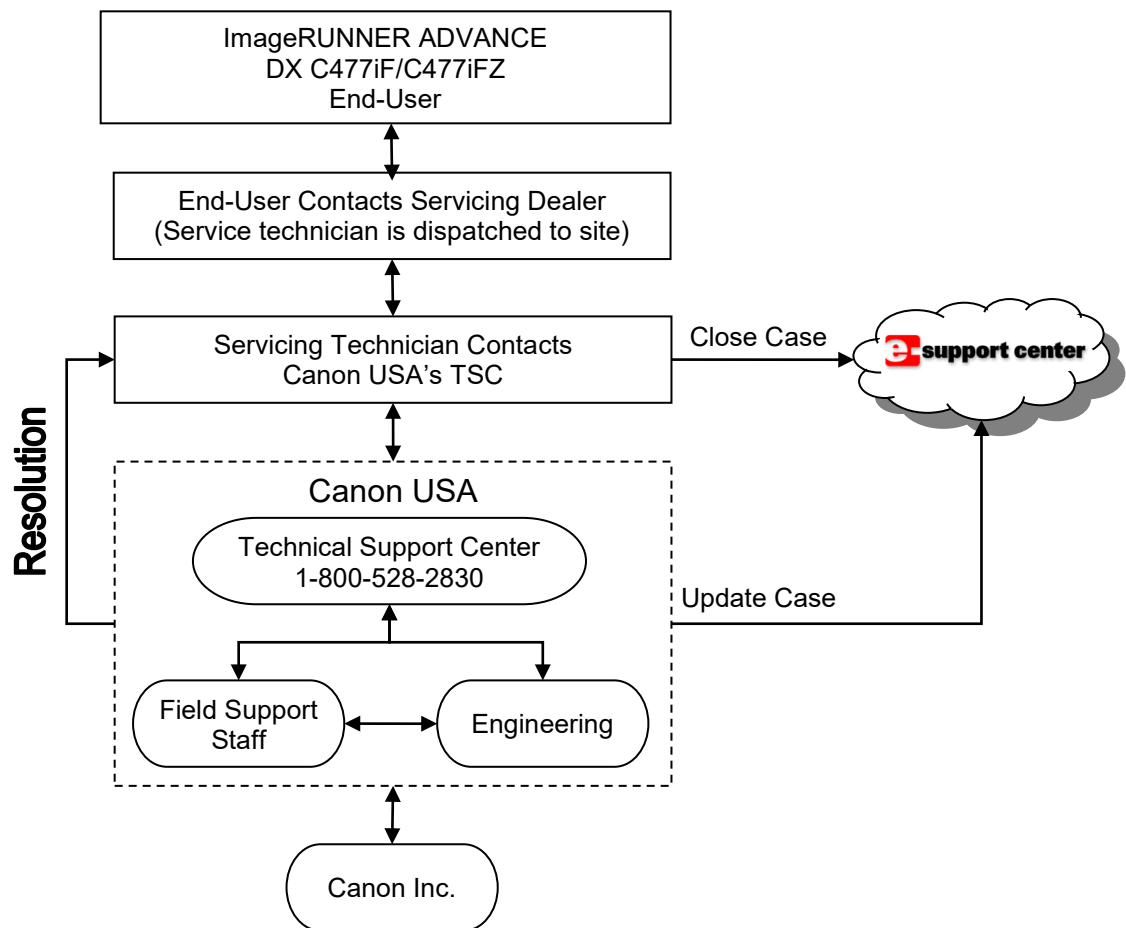 ImageRUNNER ADVANCE
DX C477iF/C477iFZ
End-User
End-User Contacts Servicing Dealer
(Service technician is dispatched to site)
Servicing Technician Contacts
Canon USA's TSC
Close Case
e-support center
Resolution
Canon USA
Technical Support Center
1-800-528-2830
Update Case
Field Support
Staff
Engineering
Canon Inc.